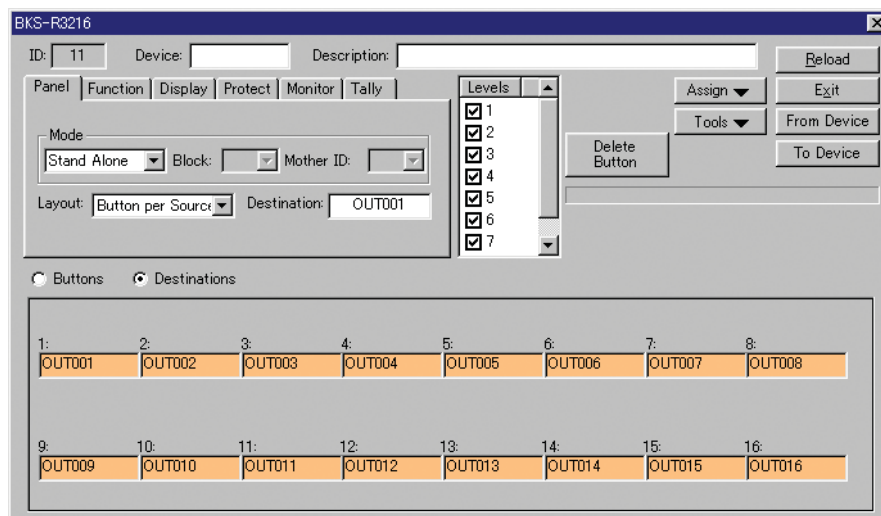 BKS-R3216
ID: 11 Device: Description: Reload
Panel Function Display Protect Monitor Tally Levels Assign Exit
Tools From Device
To Device
Mode
Stand Alone Block: Mother ID:
Layout: Button per Source Destination: OUT001
1
2
3
4
5
6
7
Delete
Button
Buttons Destinations
1: 2: 3: 4: 5: 6: 7: 8:
OUT001 OUT002 OUT003 OUT004 OUT005 OUT006 OUT007 OUT008
9: 10: 11: 12: 13: 14: 15: 16:
OUT009 OUT010 OUT011 OUT012 OUT013 OUT014 OUT015 OUT016